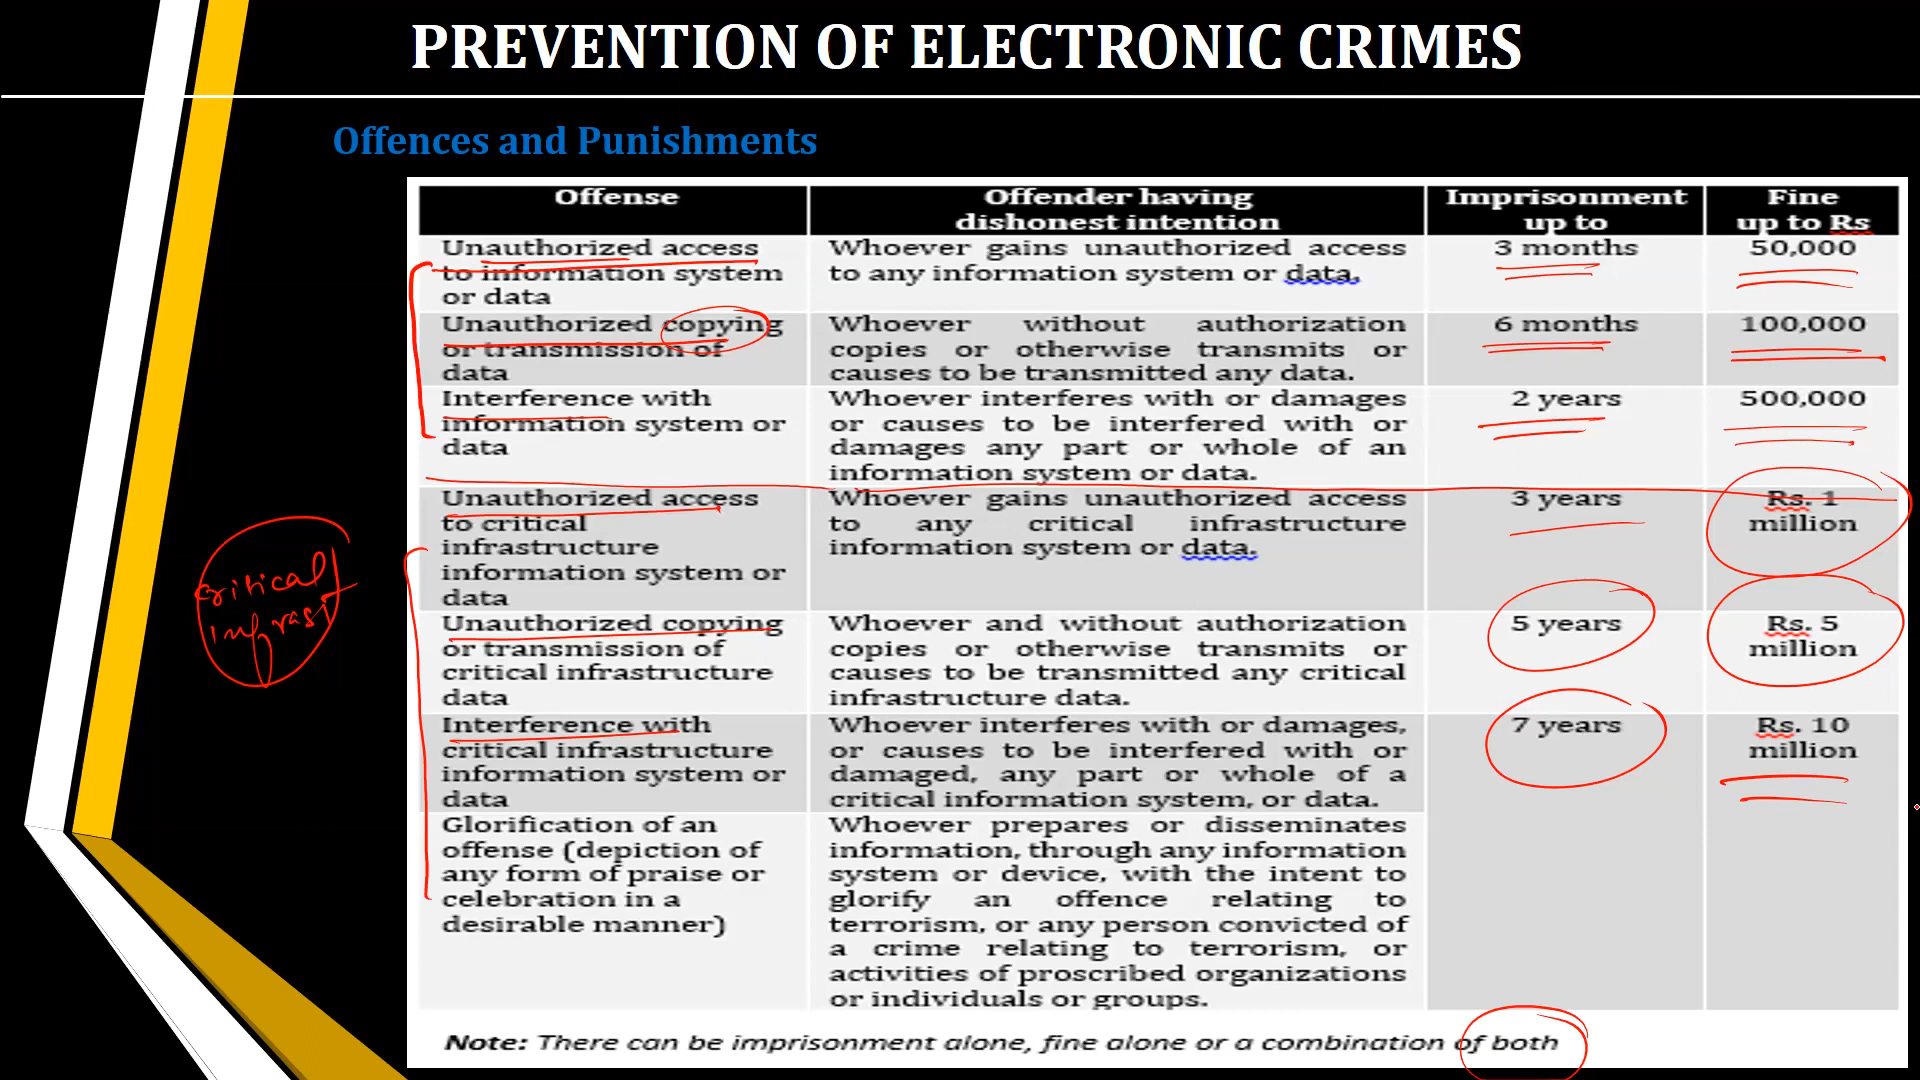 PREVENTION OF ELECTRONIC CRIMES
Offences and Punishments
Offense
Offender having
dishonest intention
Imprisonment
up to
Fine
up to Rs
Unauthorized access
to information system
or data
Whoever gains unauthorized access
to any information system or data.
3 months
50,000
Unauthorized copying
or transmission of
data
Whoever without authorization
copies or otherwise transmits or
causes to be transmitted any data.
6 months
100,000
Interference with
information system or
data
Whoever interferes with or damages
or causes to be interfered with or
damages any part or whole of an
information system or data.
2 years
500,000
Unauthorized access
to critical
infrastructure
information system or
data
Whoever gains unauthorized access
to any critical infrastructure
information system or data.
3 years
Rs. 1
million
critical
infrast
Unauthorized copying
or transmission of
critical infrastructure
data
Whoever and without authorization
copies or otherwise transmits or
causes to be transmitted any critical
infrastructure data.
5 years
Rs. 5
million
Interference with
critical infrastructure
information system or
data
Whoever interferes with or damages,
or causes to be interfered with or
damaged, any part or whole of a
critical information system, or data.
7 years
Rs. 10
million
Glorification of an
offense (depiction of
any form of praise or
celebration in a
desirable manner)
Whoever prepares or disseminates
information, through any information
system or device, with the intent to
glorify an offence relating to
terrorism, or any person convicted of
a crime relating to terrorism, or
activities of proscribed organizations
or individuals or groups.
Note: There can be imprisonment alone, fine alone or a combination of both